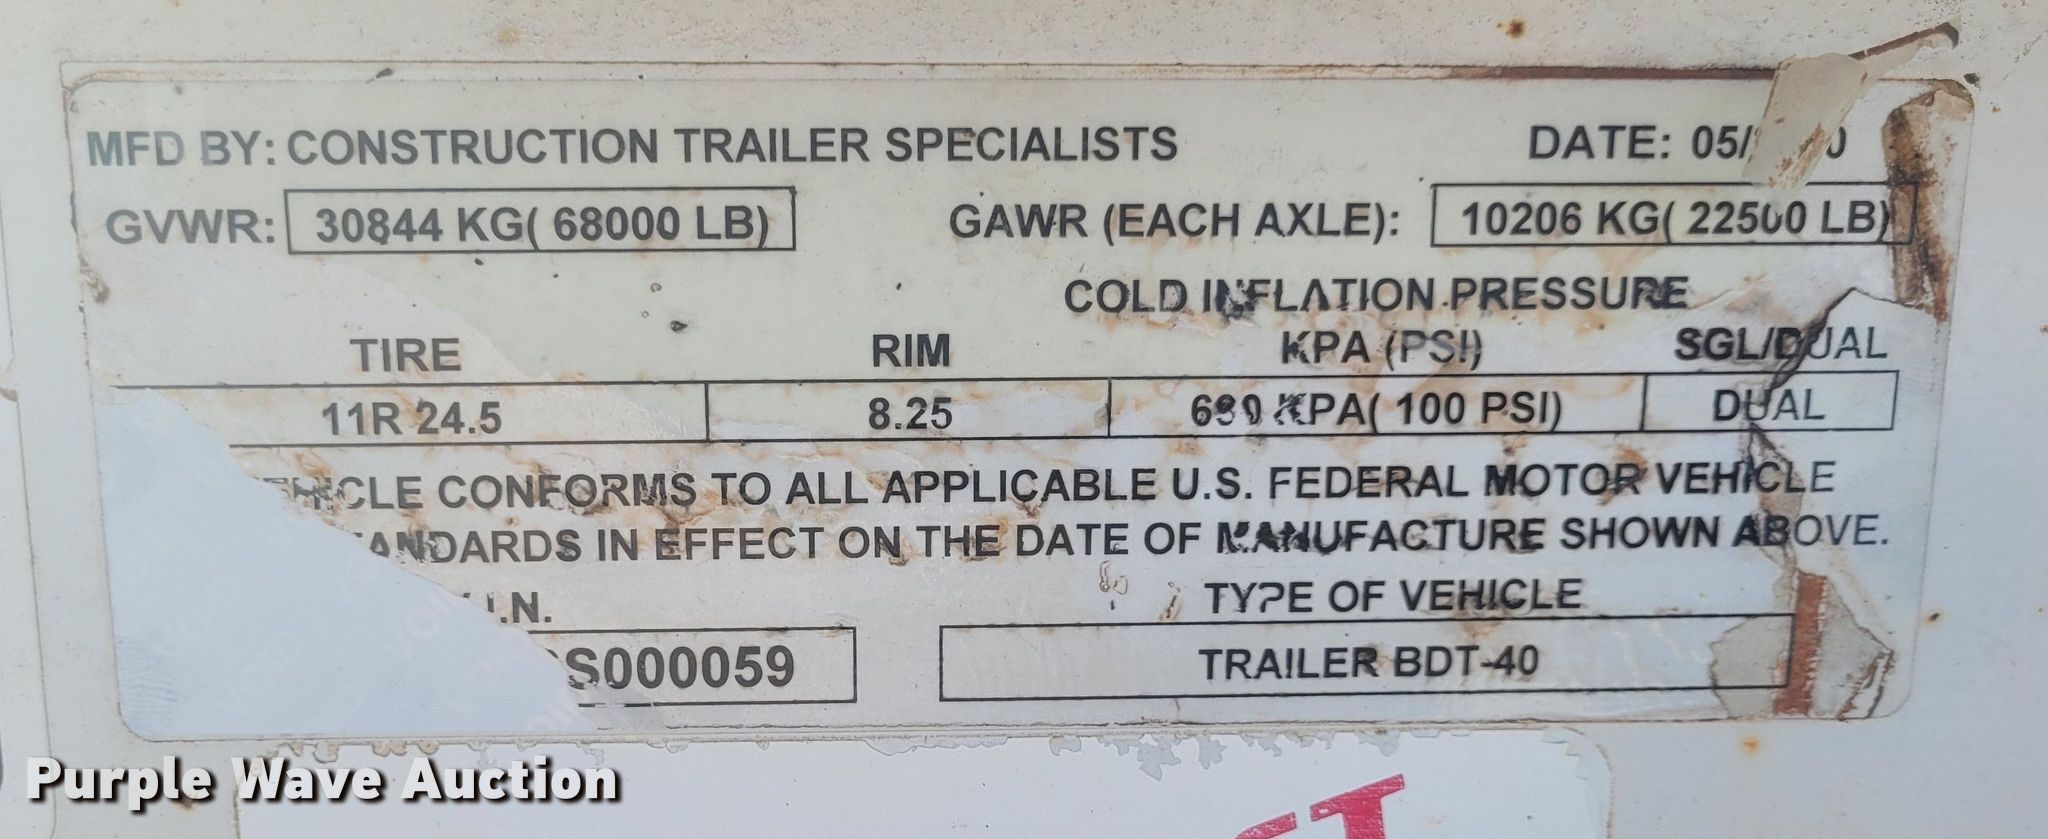 MFD BY: CONSTRUCTION TRAILER SPECIALISTS DATE: 05/
GVWR: 30844 KG( 68000 LB) GAWR (EACH AXLE): 10206 KG( 22500 LB)
COLD INFLATION PRESSURE
TIRE RIM KPA (PSI) SGL/DUAL
11R 24.5 8.25 690 KPA( 100 PSI) DUAL
CONFORMS TO ALL APPLICABLE U.S. FEDERAL MOTOR VEHICLE
IN EFFECT ON THE DATE OF MANUFACTURE SHOWN ABOVE.
TYPE OF VEHICLE
S000059 TRAILER BDT-40
VOID
Purple Wave Auction